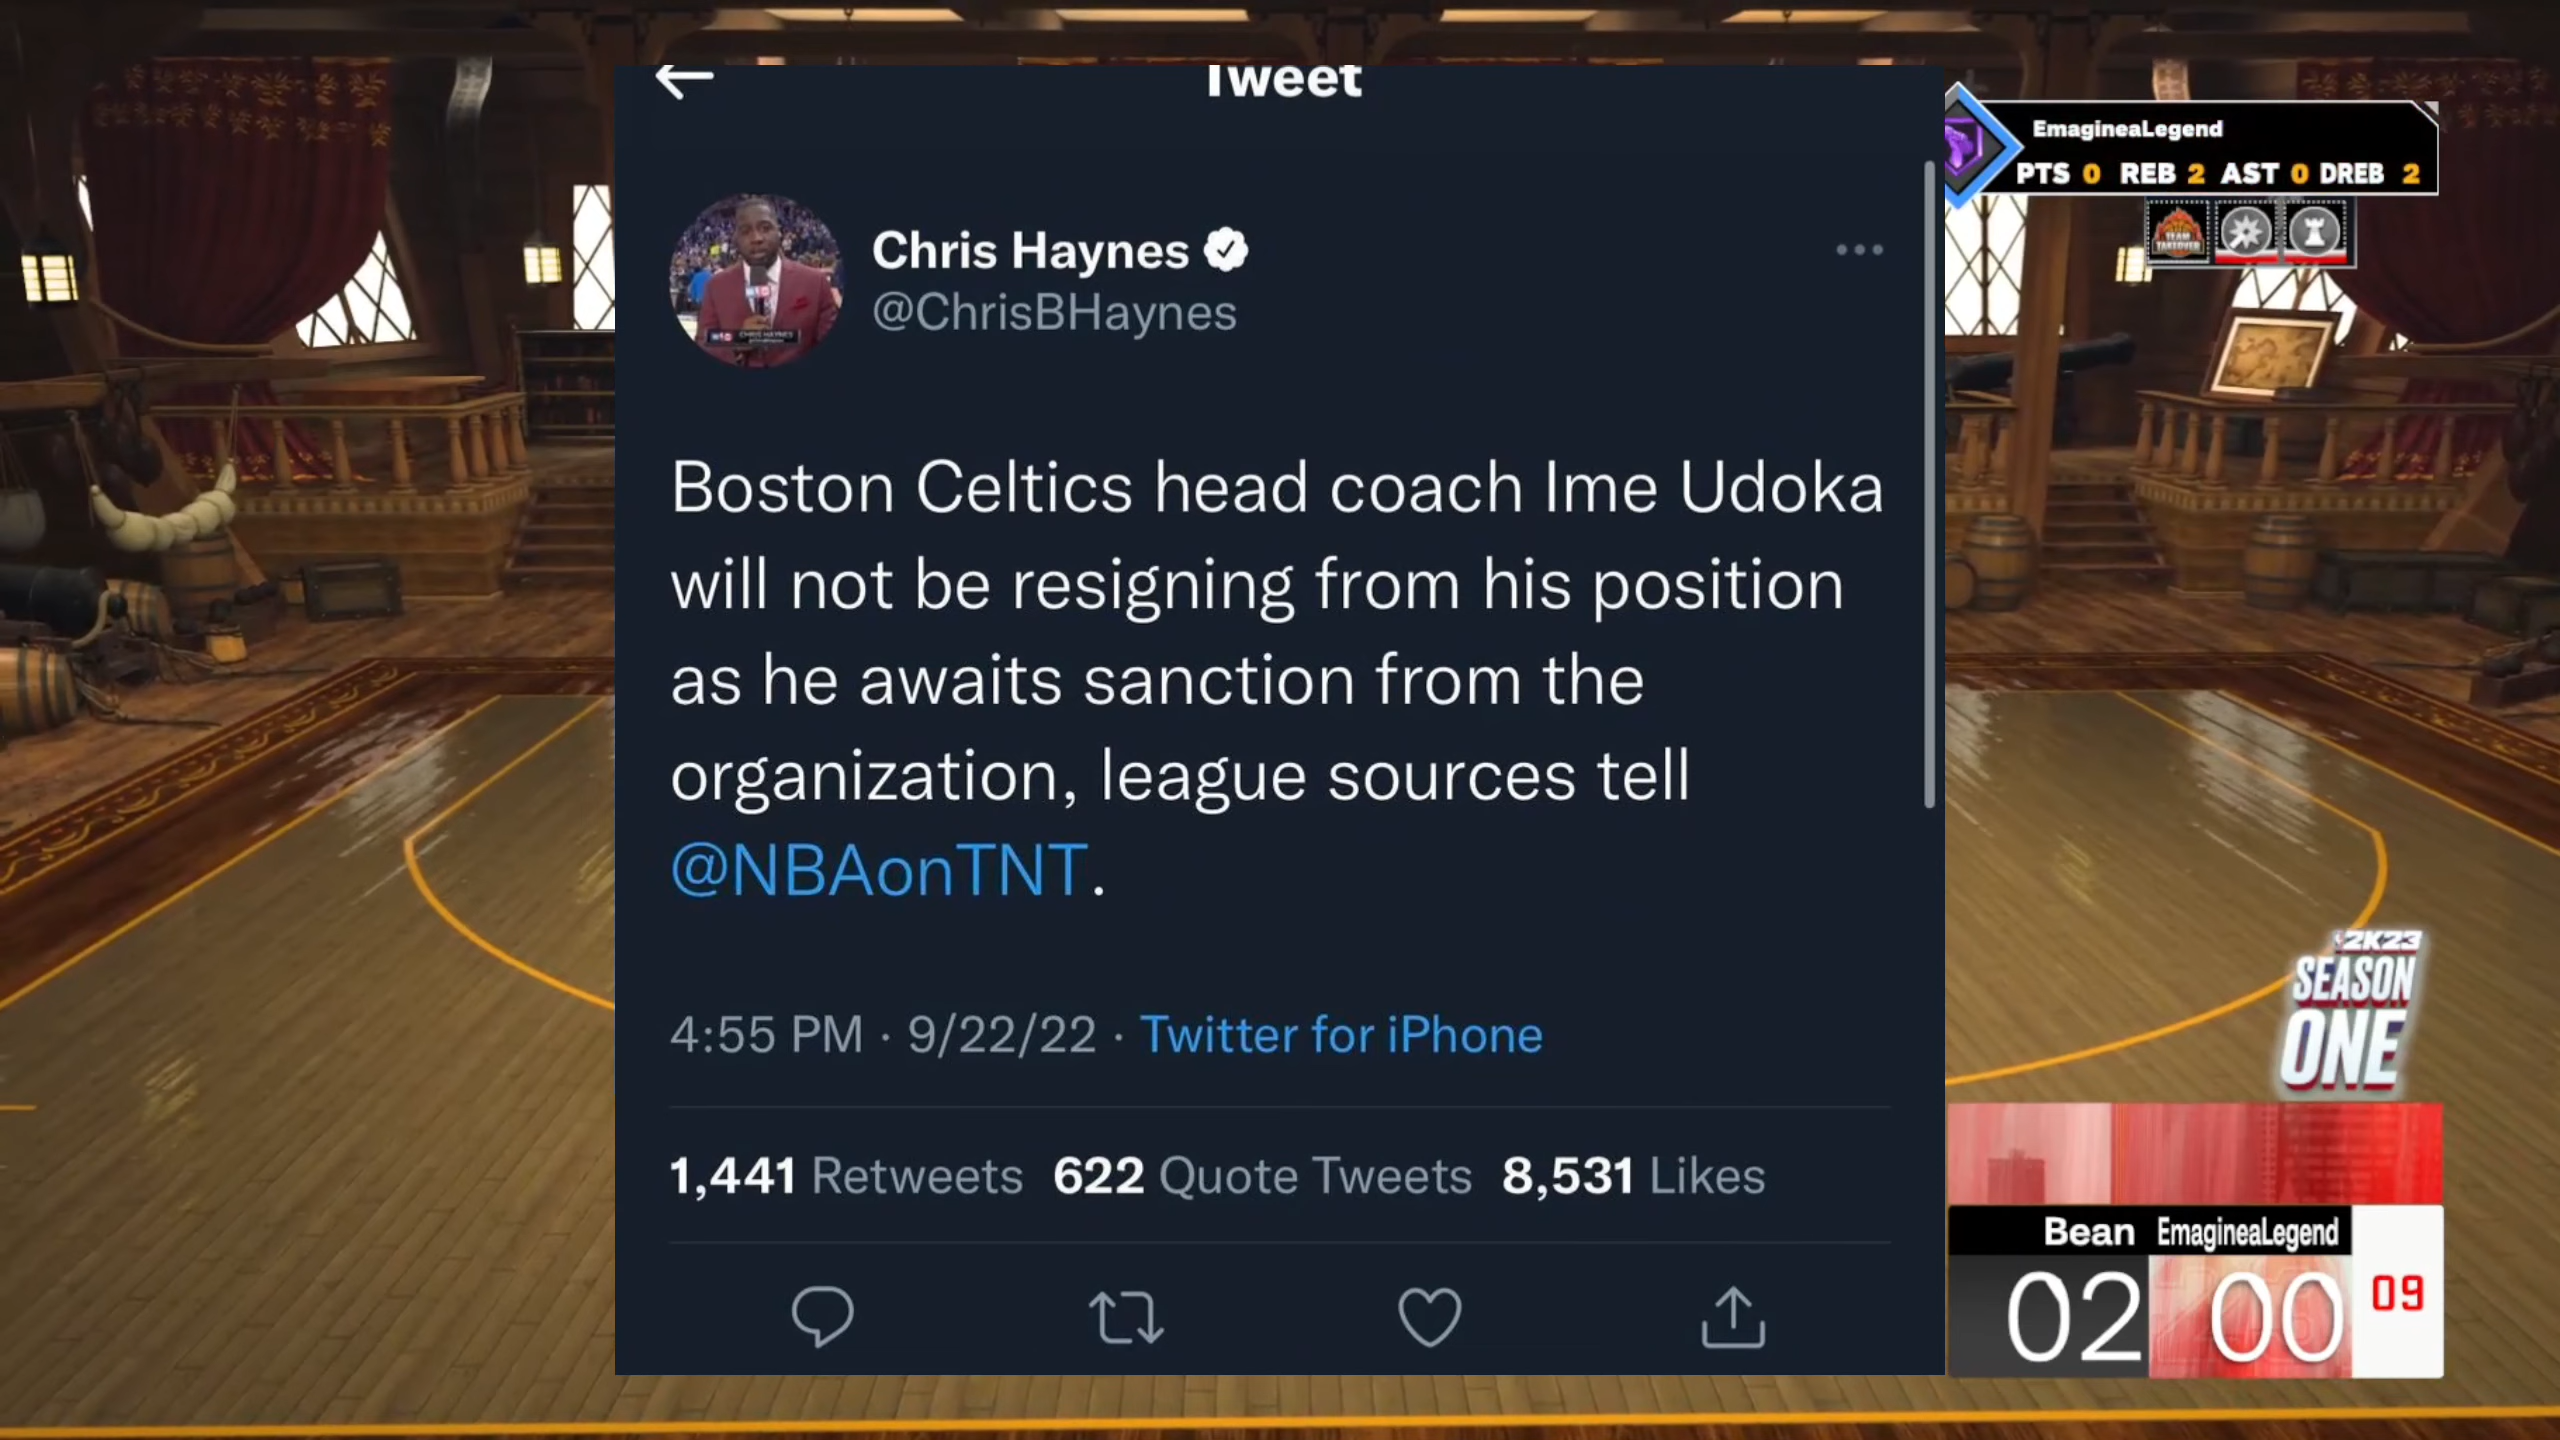 Tweet
Chris Haynes
@ChrisBHaynes
Boston Celtics head coach Ime Udoka
will not be resigning from his position
as he awaits sanction from the
organization, league sources tell
@NBAonTNT.
4:55 PM · 9/22/22 · Twitter for iPhone
1,441 Retweets 622 Quote Tweets 8,531 Likes
EmagineaLegend
PTS 0 REB 2 AST 0 DREB 2
TEAM
TAKEOVER
2K23
SEASON
ONE
Bean EmagineaLegend
02 00 09